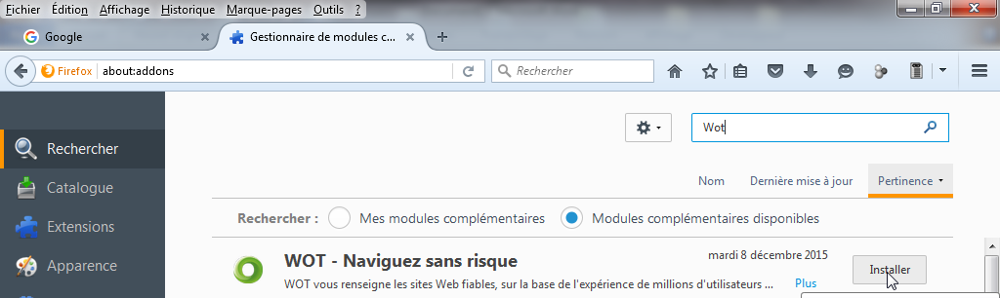 Fichier Édition Affichage Historique Marque-pages Outils ?
Google
Gestionnaire de modules c...
Firefox about:addons
Rechercher
Wot
Rechercher
Catalogue
Extensions
Apparence
Nom Dernière mise à jour Pertinence
Rechercher : Mes modules complémentaires Modules complémentaires disponibles
WOT - Naviguez sans risque
mardi 8 décembre 2015
Installer
WOT vous renseigne les sites Web fiables, sur la base de l'expérience de millions d'utilisateurs ...
Plus